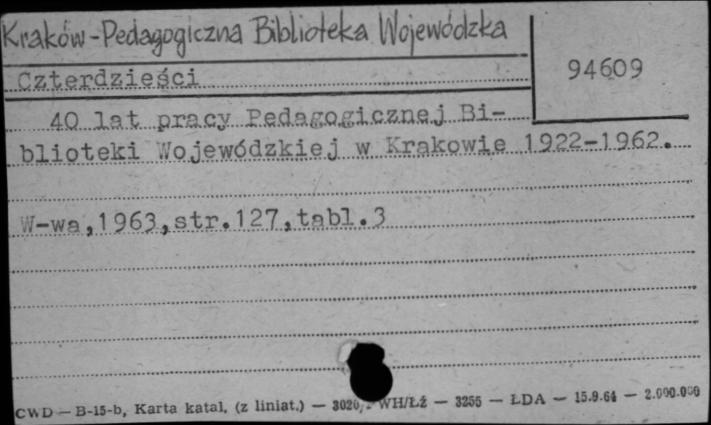 Kraków-Pedagogiczna Biblioteka Wojewódzka
Czterdzieści
94609
40 lat pracy Pedagogicznej Bi-
blioteki Wojewódzkiej w Krakowie 1922-1962.
W-wa,1963,str.127,tabl.3
CWD — B-15-b, Karta katal. (z liniat.) — 3020, WH/ŁŻ — 3255 — ŁDA — 15.9.64 — 2.000.000